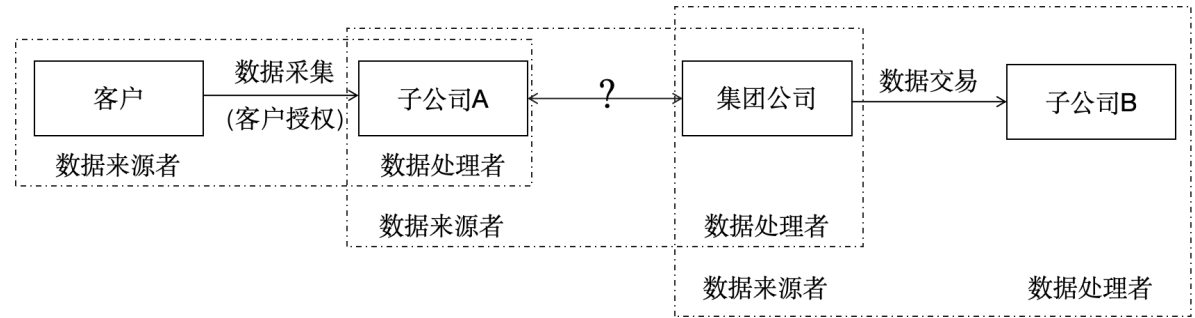 客户
数据采集
(客户授权)
子公司A
?
集团公司
数据交易
子公司B
数据来源者
数据处理者
数据来源者
数据处理者
数据来源者
数据处理者